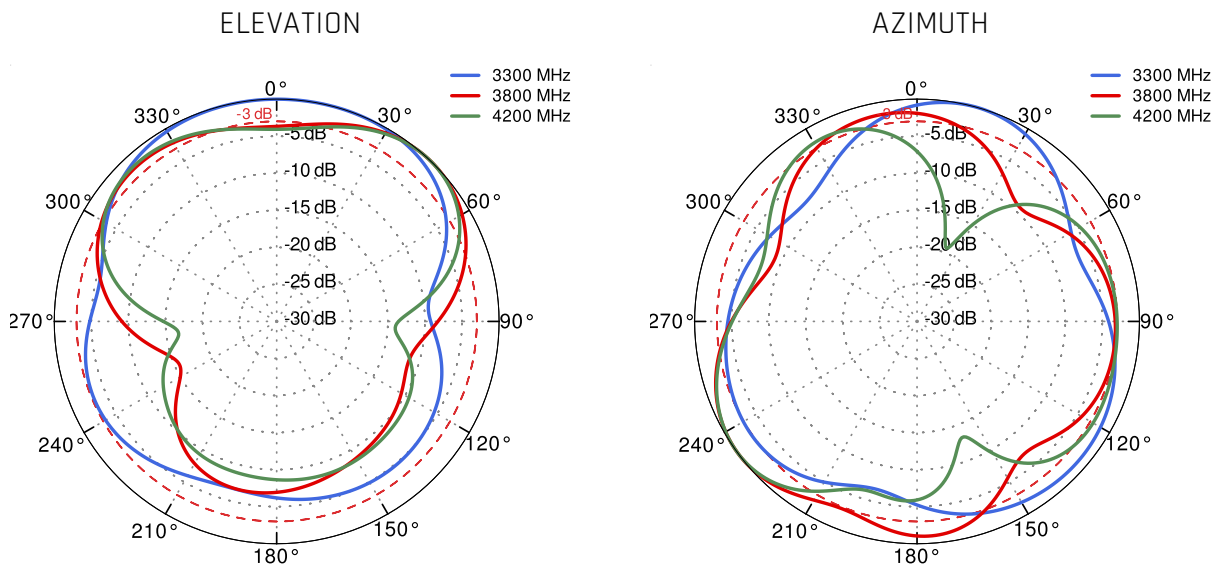 ELEVATION
3300 MHz
3800 MHz
4200 MHz
0°
330°
30°
300°
60°
270°
90°
240°
120°
210°
150°
180°
-3 dB
-5 dB
-10 dB
-15 dB
-20 dB
-25 dB
-30 dB
AZIMUTH
3300 MHz
3800 MHz
4200 MHz
0°
330°
30°
300°
60°
270°
90°
240°
120°
210°
150°
180°
-3 dB
-5 dB
-10 dB
-15 dB
-20 dB
-25 dB
-30 dB